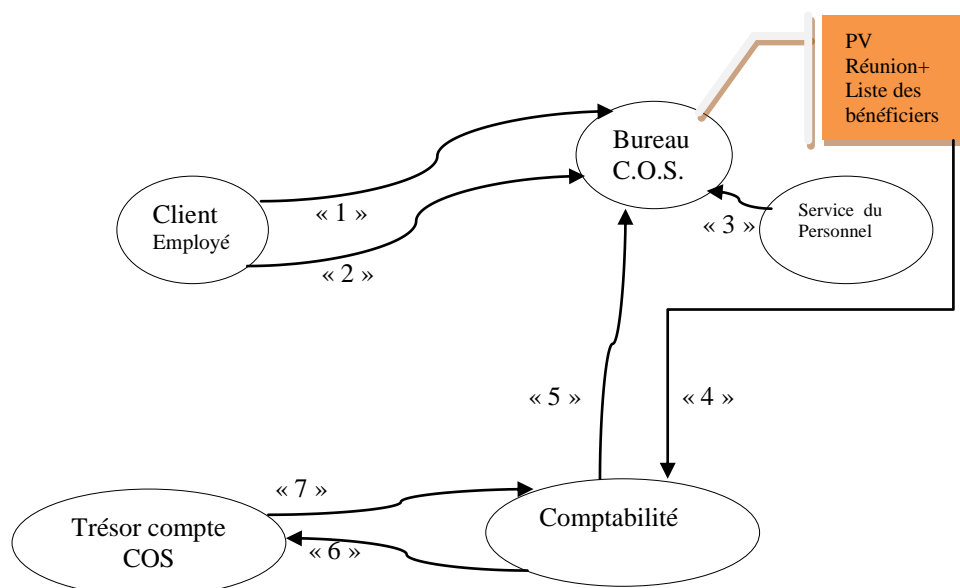 PV
Réunion+
Liste des
bénéficiers
Bureau
C.O.S.
Client
Employé
« 1 »
« 2 »
« 3 »
Service du
Personnel
« 5 »
« 4 »
« 7 »
Trésor compte
COS
« 6 »
Comptabilité